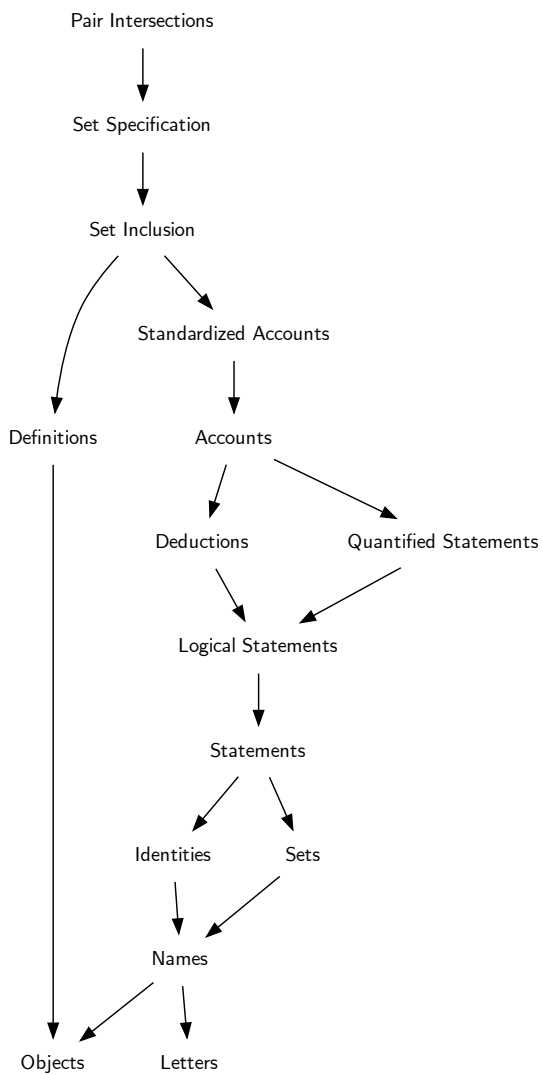 Pair Intersections
Set Specification
Set Inclusion
Standardized Accounts
Definitions
Accounts
Deductions
Quantified Statements
Logical Statements
Statements
Identities
Sets
Names
Objects
Letters